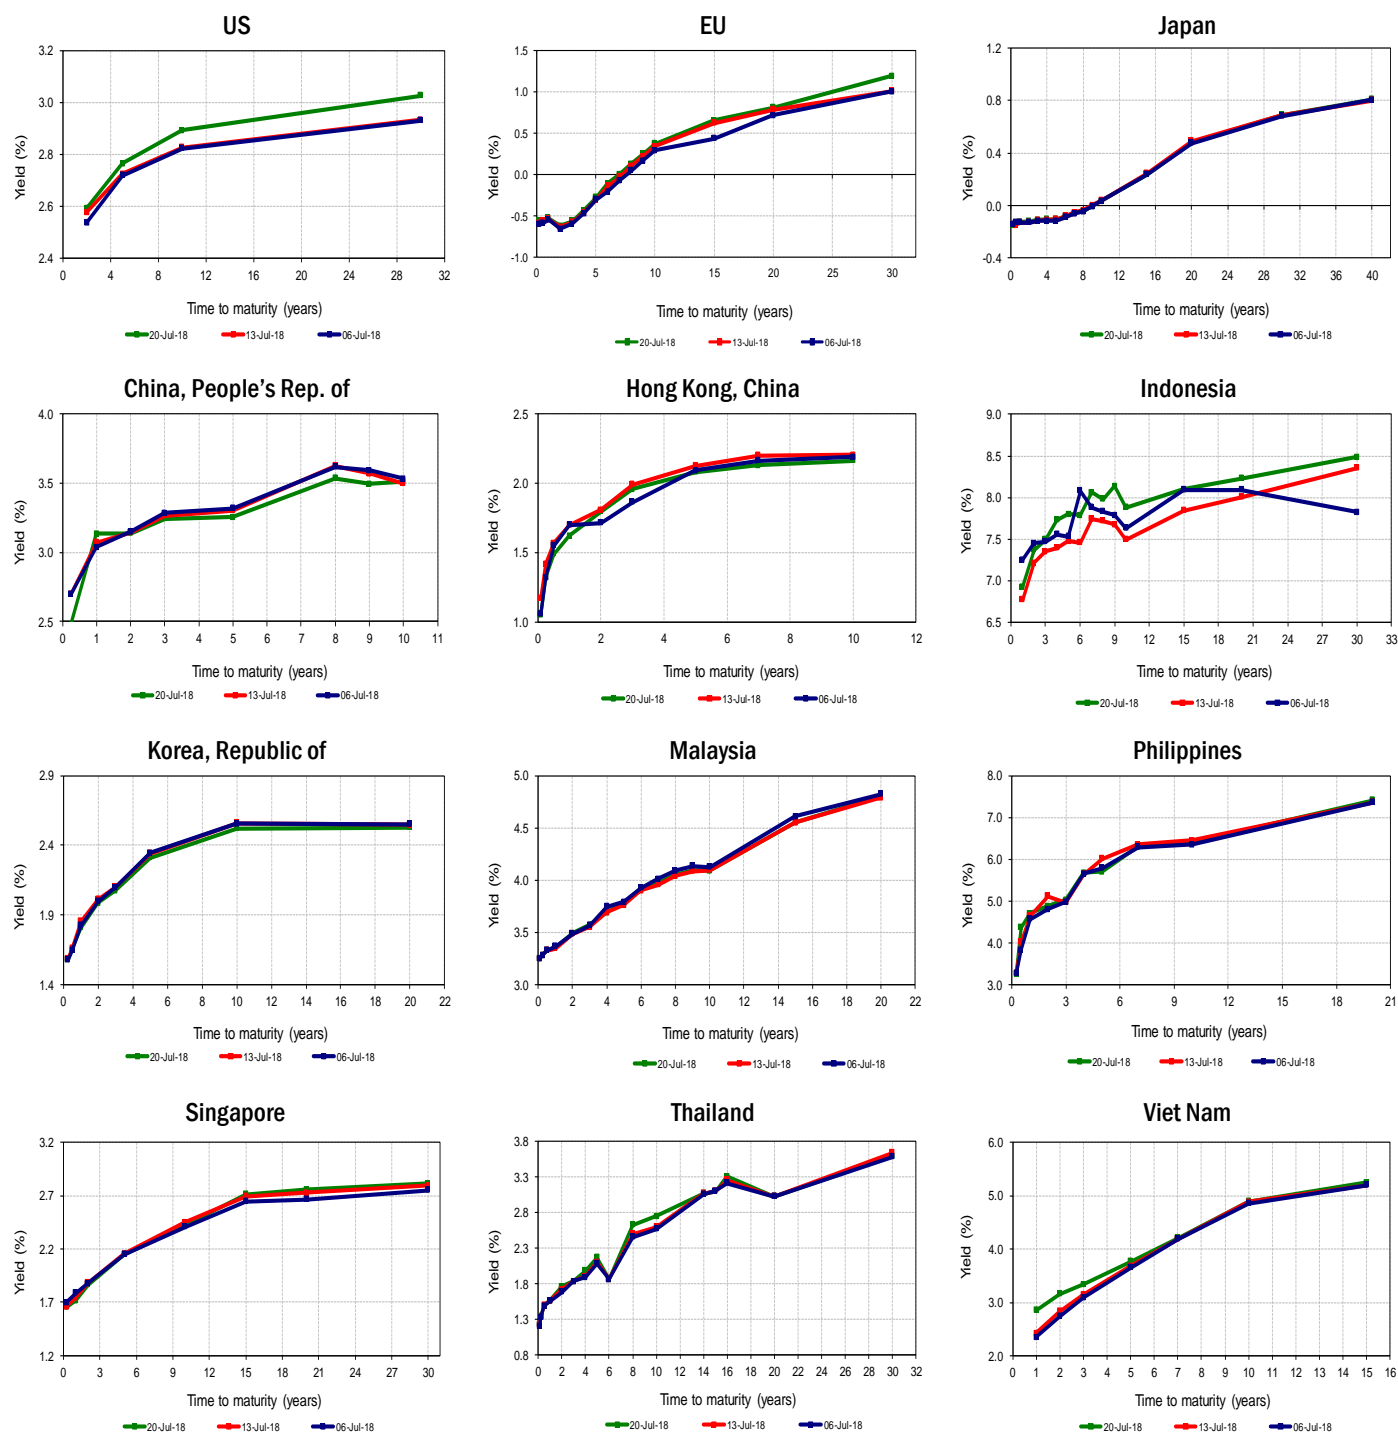 US
EU
Japan
3.2
3.0
2.8
2.6
2.4
Yield (%)
0 4 8 12 16 20 24 28 32
Time to maturity (years)
20-Jul-18 13-Jul-18 06-Jul-18
1.5
1.0
0.5
0.0
-0.5
-1.0
Yield (%)
0 5 10 15 20 25 30
Time to maturity (years)
20-Jul-18 13-Jul-18 06-Jul-18
1.2
0.8
0.4
0.0
-0.4
Yield (%)
0 4 8 12 16 20 24 28 32 36 40
Time to maturity (years)
20-Jul-18 13-Jul-18 06-Jul-18
China, People's Rep. of
Hong Kong, China
Indonesia
4.0
3.5
3.0
2.5
Yield (%)
0 1 2 3 4 5 6 7 8 9 10 11
Time to maturity (years)
20-Jul-18 13-Jul-18 06-Jul-18
2.5
2.0
1.5
1.0
Yield (%)
0 2 4 6 8 10 12
Time to maturity (years)
20-Jul-18 13-Jul-18 06-Jul-18
9.0
8.5
8.0
7.5
7.0
6.5
Yield (%)
0 3 6 9 12 15 18 21 24 27 30 33
Time to maturity (years)
20-Jul-18 13-Jul-18 06-Jul-18
Korea, Republic of
Malaysia
Philippines
2.9
2.4
1.9
1.4
Yield (%)
0 2 4 6 8 10 12 14 16 18 20 22
Time to maturity (years)
20-Jul-18 13-Jul-18 06-Jul-18
5.0
4.5
4.0
3.5
3.0
Yield (%)
0 2 4 6 8 10 12 14 16 18 20 22
Time to maturity (years)
20-Jul-18 13-Jul-18 06-Jul-18
8.0
7.0
6.0
5.0
4.0
3.0
Yield (%)
0 3 6 9 12 15 18 21
Time to maturity (years)
20-Jul-18 13-Jul-18 06-Jul-18
Singapore
Thailand
Viet Nam
3.2
2.7
2.2
1.7
1.2
Yield (%)
0 3 6 9 12 15 18 21 24 27 30
Time to maturity (years)
20-Jul-18 13-Jul-18 06-Jul-18
3.8
3.3
2.8
2.3
1.8
1.3
0.8
Yield (%)
0 2 4 6 8 10 12 14 16 18 20 22 24 26 28 30 32
Time to maturity (years)
20-Jul-18 13-Jul-18 06-Jul-18
6.0
5.0
4.0
3.0
2.0
Yield (%)
0 1 2 3 4 5 6 7 8 9 10 11 12 13 14 15 16
Time to maturity (years)
20-Jul-18 13-Jul-18 06-Jul-18